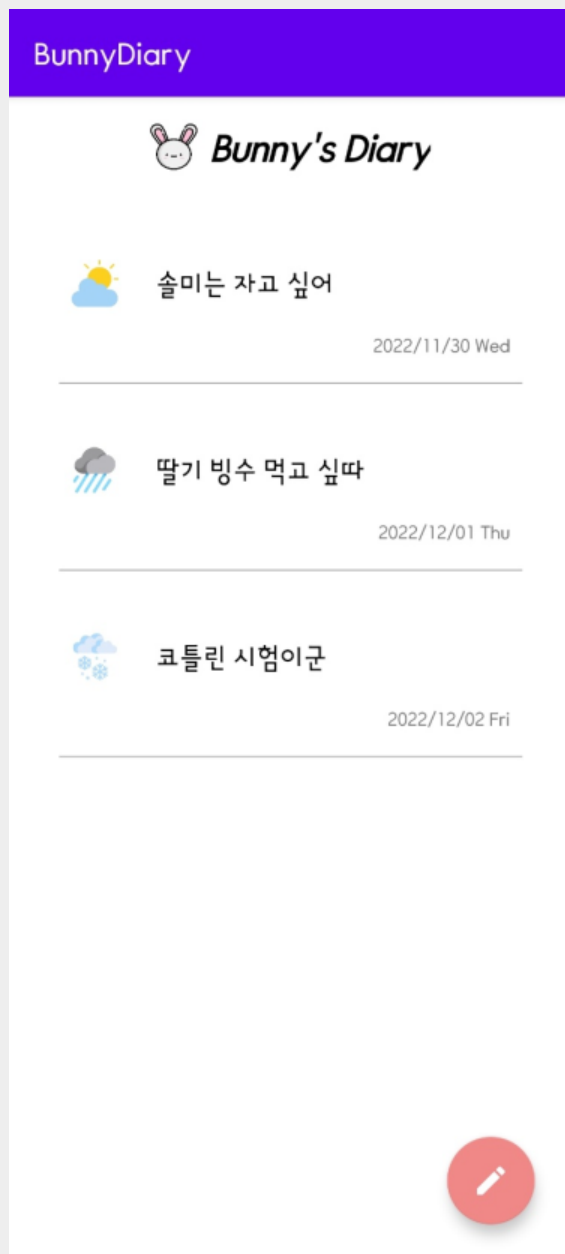 BunnyDiary
Bunny's Diary
솔미는 자고 싶어
2022/11/30 Wed
딸기 빙수 먹고 싶따
2022/12/01 Thu
코틀린 시험이군
2022/12/02 Fri